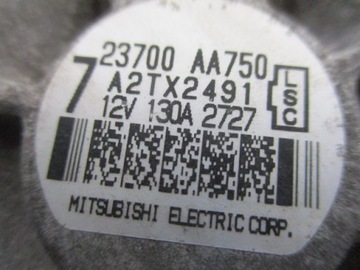 23700 AA750
7 A2TX2491
12V 130A 2727
LSC
MITSUBISHI ELECTRIC CORP.